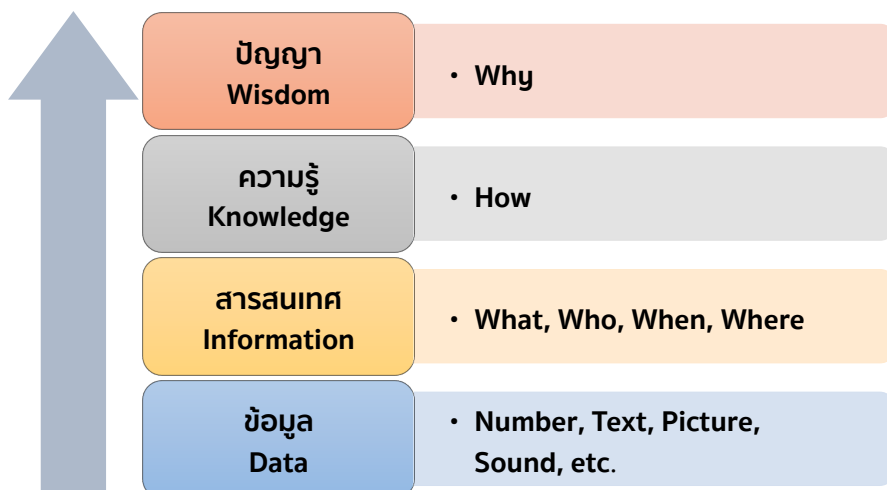 ปัญญา
Wisdom
• Why
ความรู้
Knowledge
• How
สารสนเทศ
Information
• What, Who, When, Where
ข้อมูล
Data
• Number, Text, Picture,
Sound, etc.